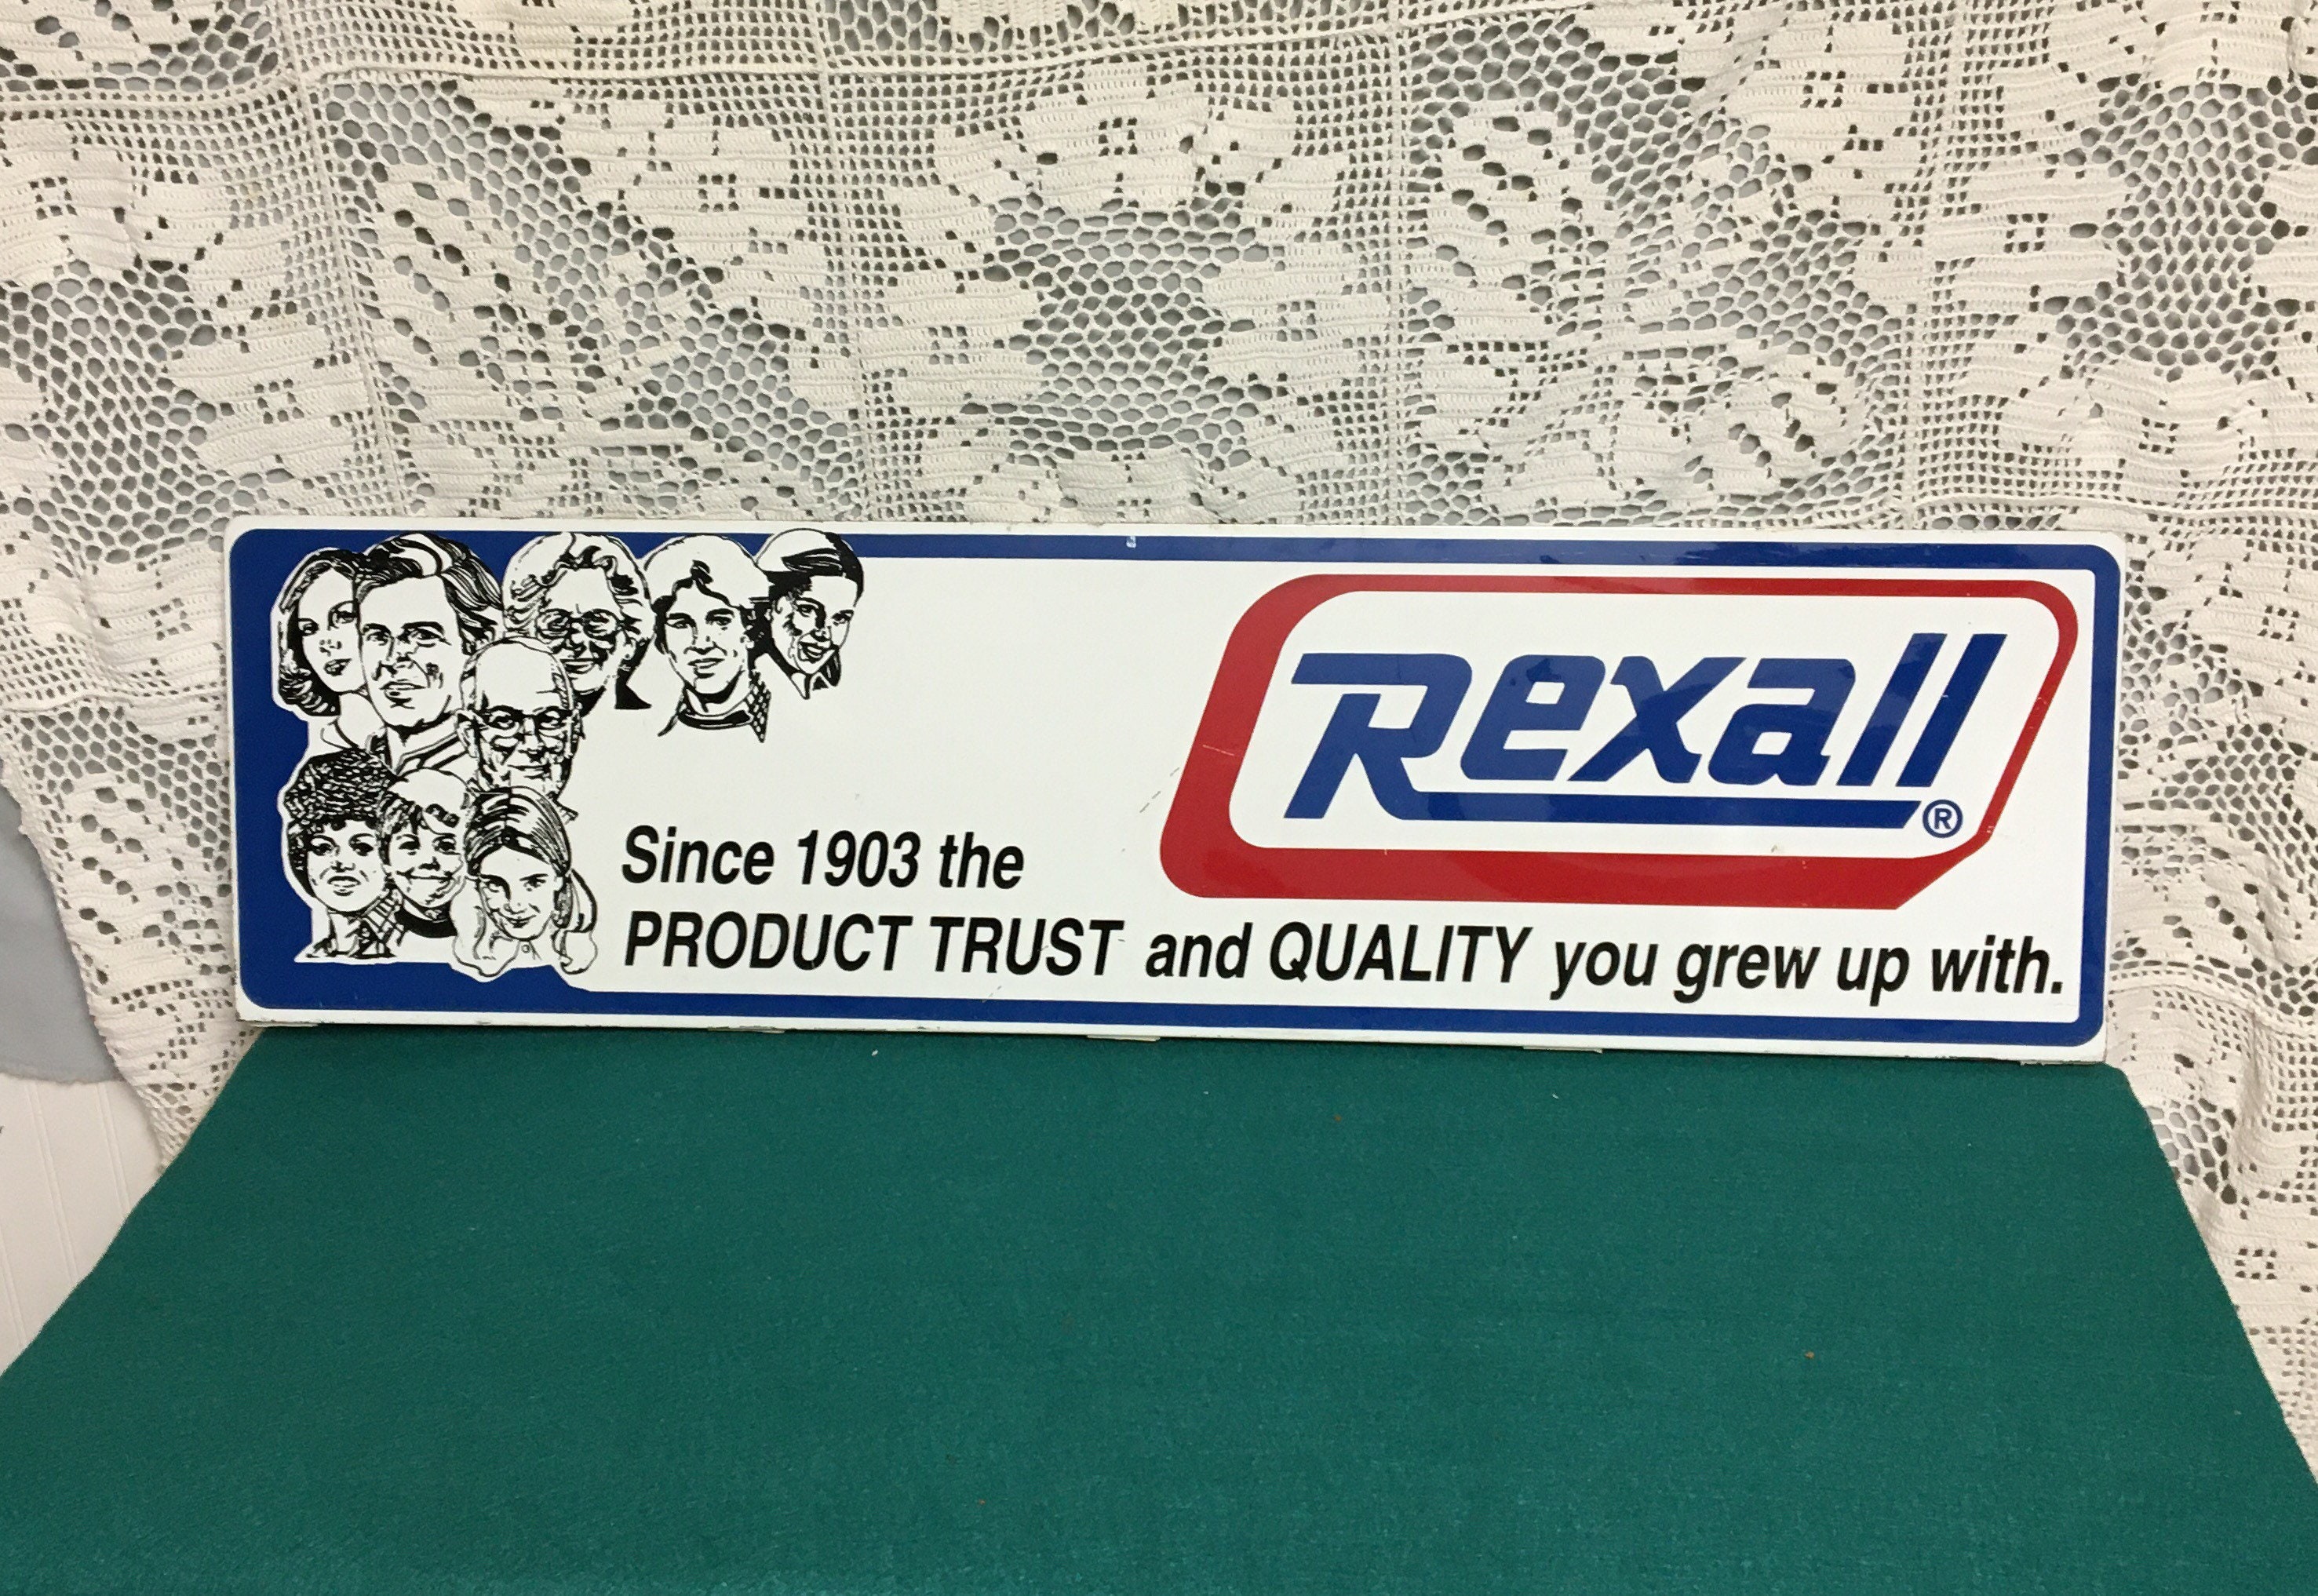 Rexall®
Since 1903 the
PRODUCT TRUST and QUALITY you grew up with.